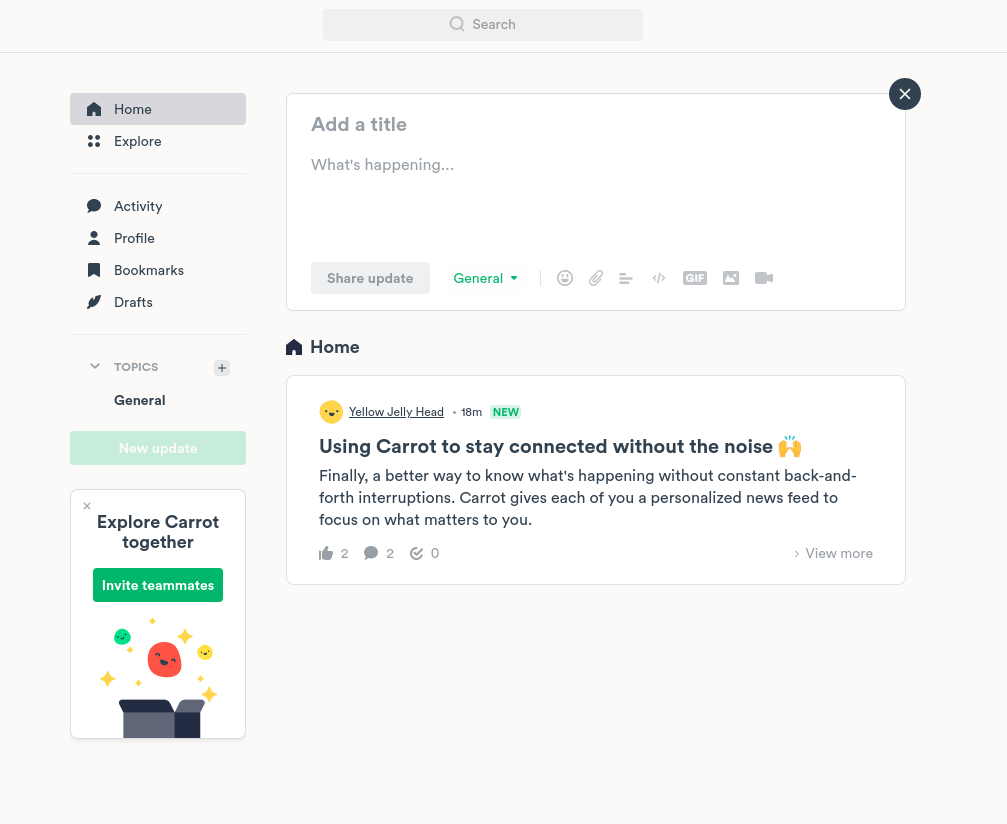 Search
Home
Explore
Activity
Profile
Bookmarks
Drafts
TOPICS
General
New update
Explore Carrot
together
Invite teammates
Add a title
What's happening...
Share update
General
GIF
Home
Yellow Jelly Head • 18m NEW
Using Carrot to stay connected without the noise 🙌
Finally, a better way to know what's happening without constant back-and-
forth interruptions. Carrot gives each of you a personalized news feed to
focus on what matters to you.
2 2 0 View more